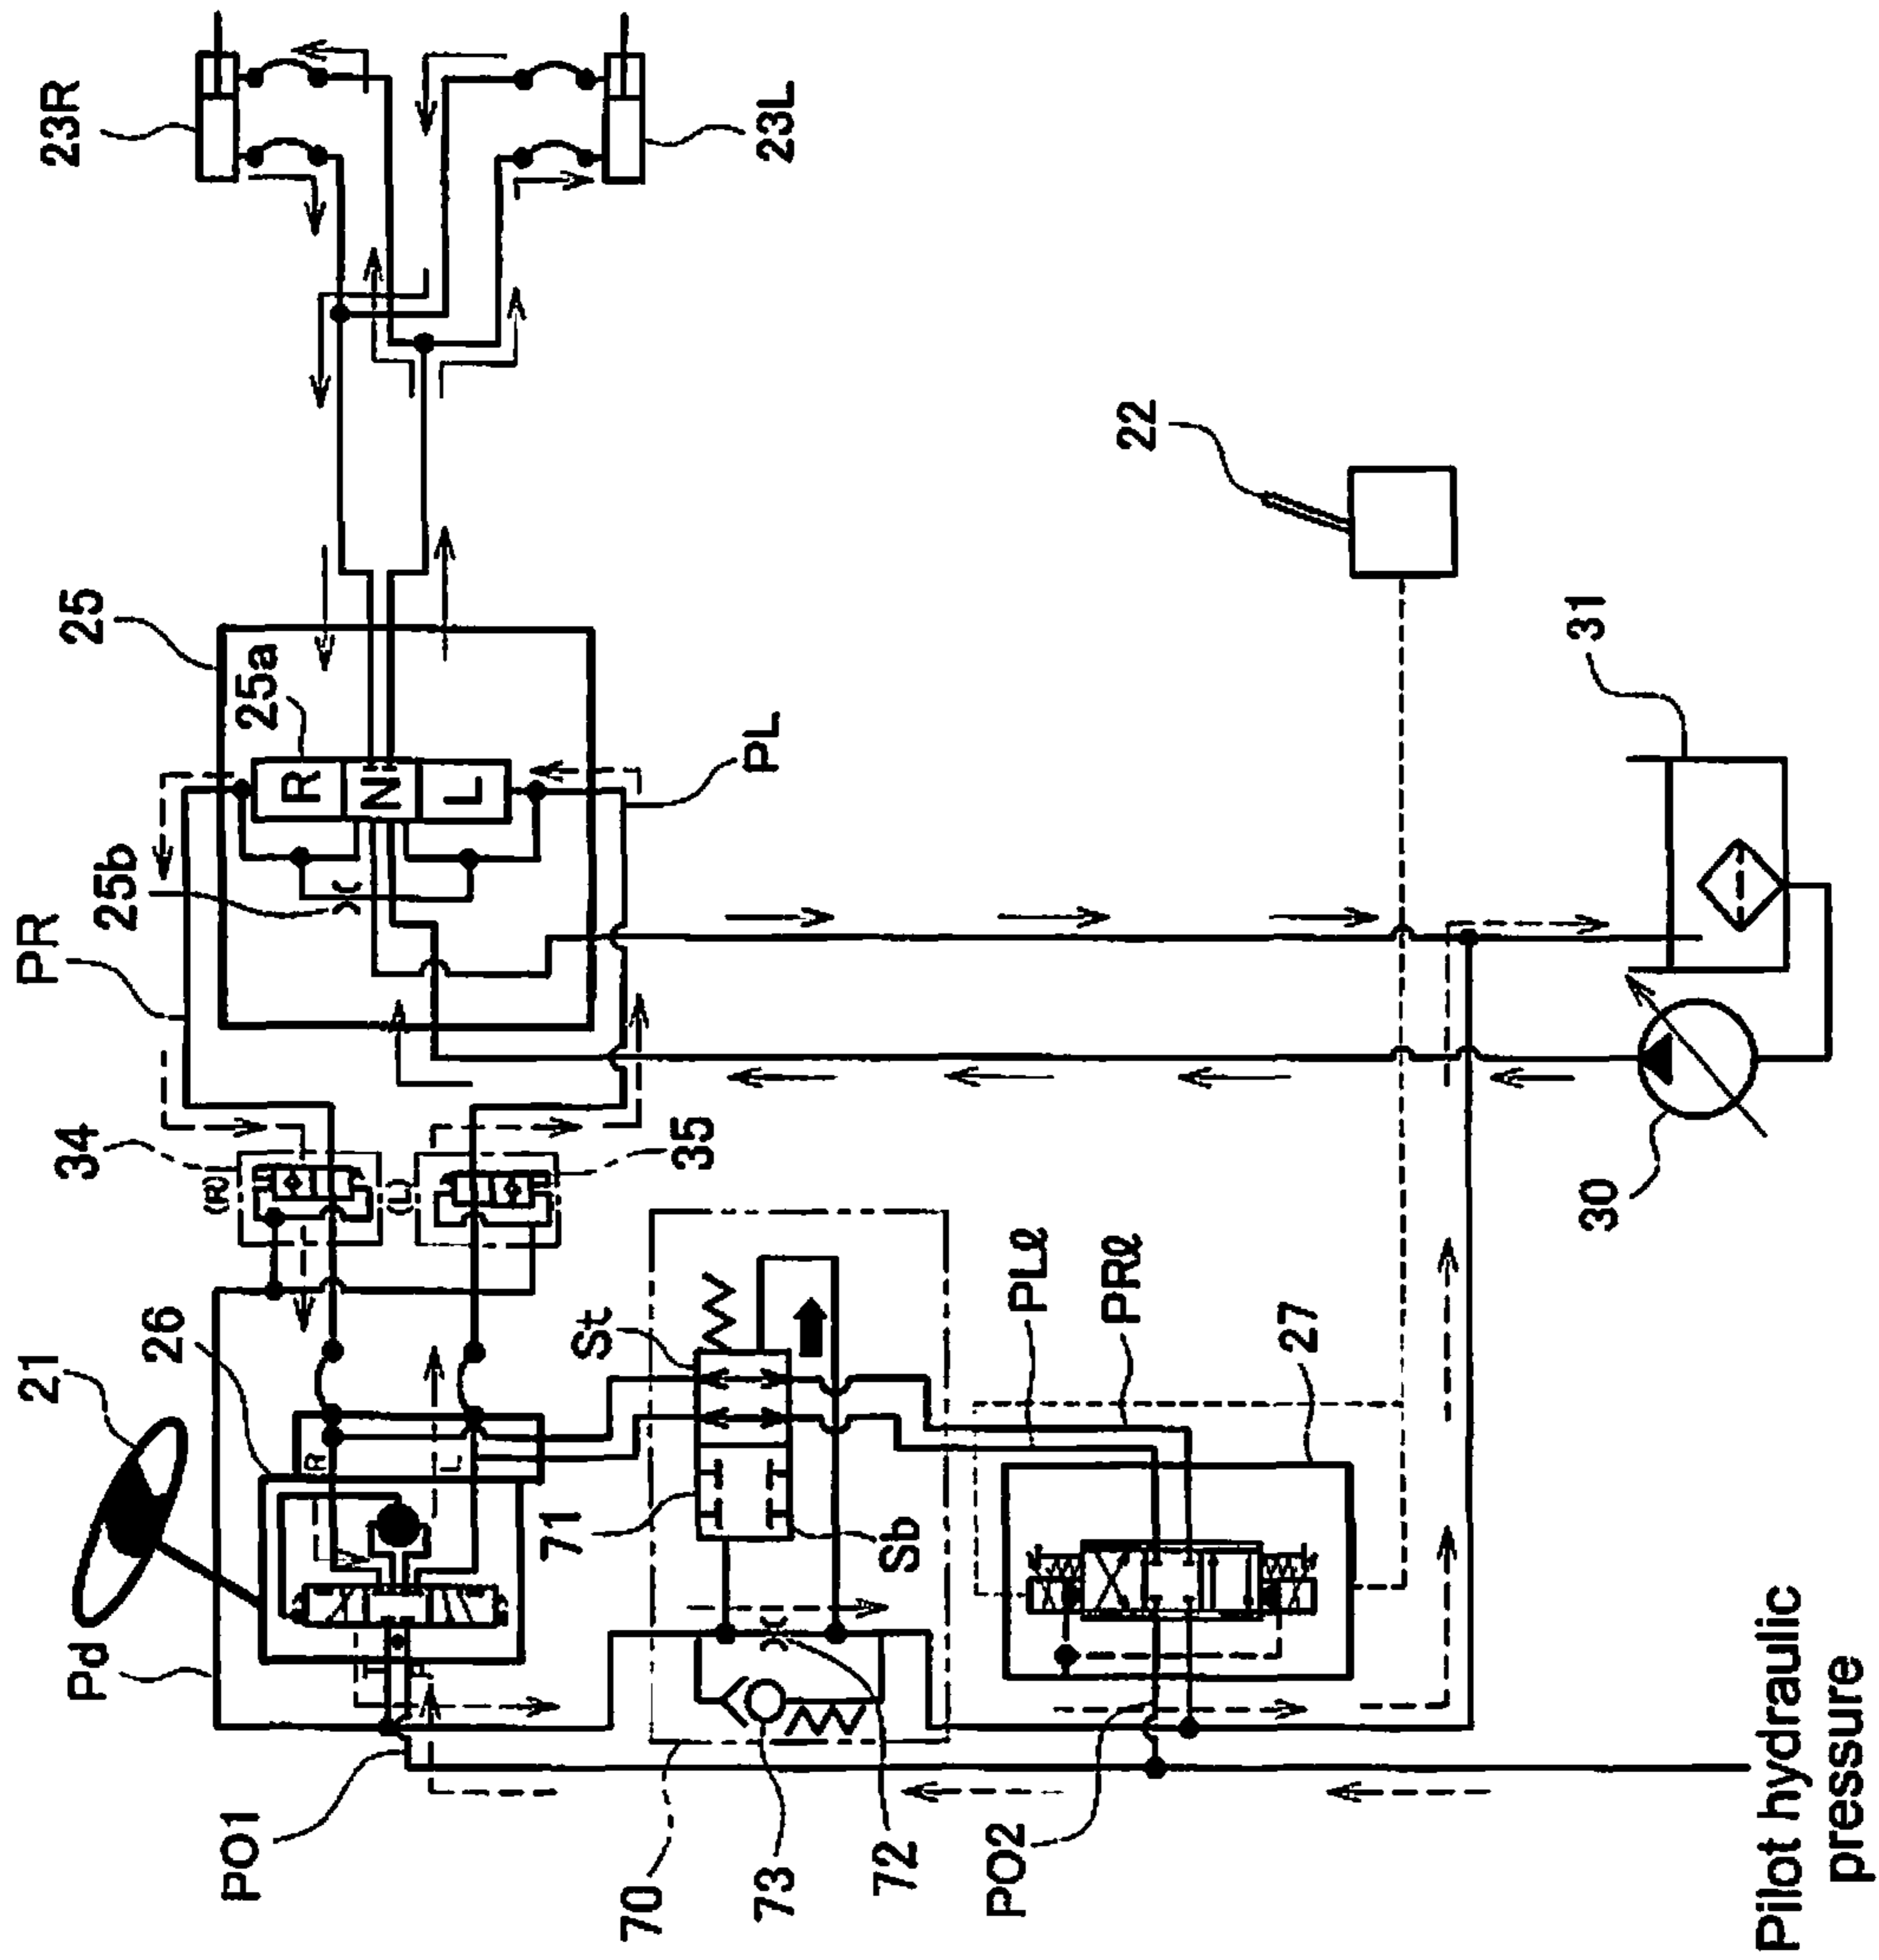 23R
23L
22
25
25a
25b
R
N
L
PL
PR
31
30
34
(R)
(L)
35
26
21
St
PLℓ
PRℓ
27
R
L
71
Sb
Pd
PO1
70
73
72
PO2
Pilot hydraulic
pressure